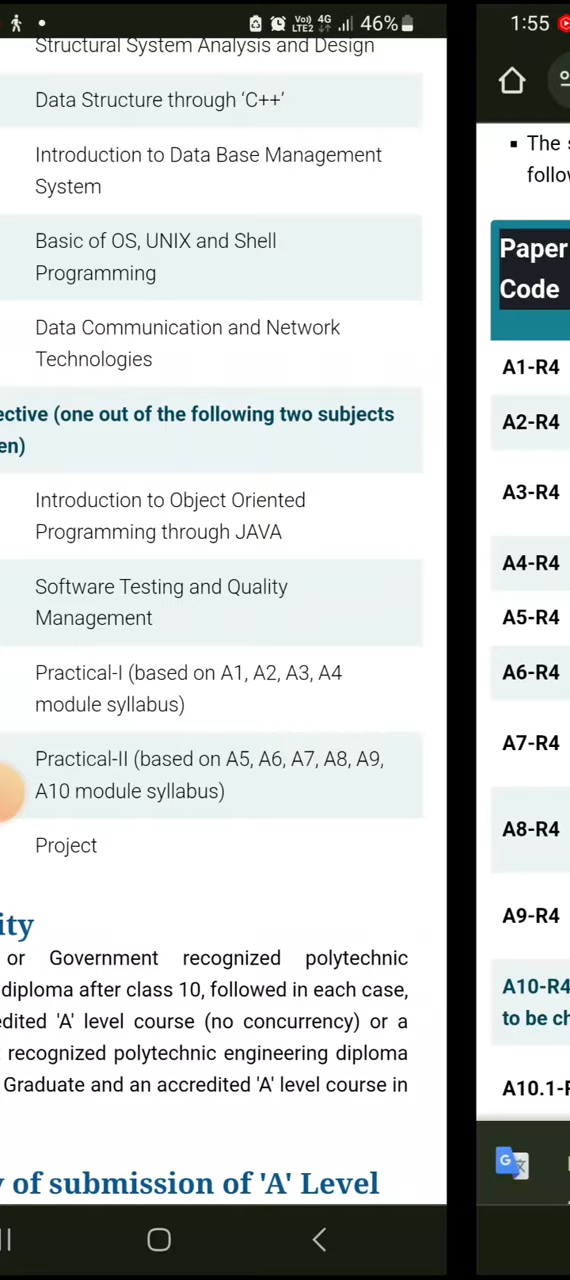 46%
Structural System Analysis and Design
Data Structure through ‘C++’
Introduction to Data Base Management
System
Basic of OS, UNIX and Shell
Programming
Data Communication and Network
Technologies
ective (one out of the following two subjects
en)
Introduction to Object Oriented
Programming through JAVA
Software Testing and Quality
Management
Practical-I (based on A1, A2, A3, A4
module syllabus)
Practical-II (based on A5, A6, A7, A8, A9,
A10 module syllabus)
Project
ity
or Government recognized polytechnic
diploma after class 10, followed in each case,
edited 'A' level course (no concurrency) or a
recognized polytechnic engineering diploma
Graduate and an accredited 'A' level course in
y of submission of 'A' Level
1:55
The s
follow
Paper
Code
A1-R4
A2-R4
A3-R4
A4-R4
A5-R4
A6-R4
A7-R4
A8-R4
A9-R4
A10-R4
to be ch
A10.1-R